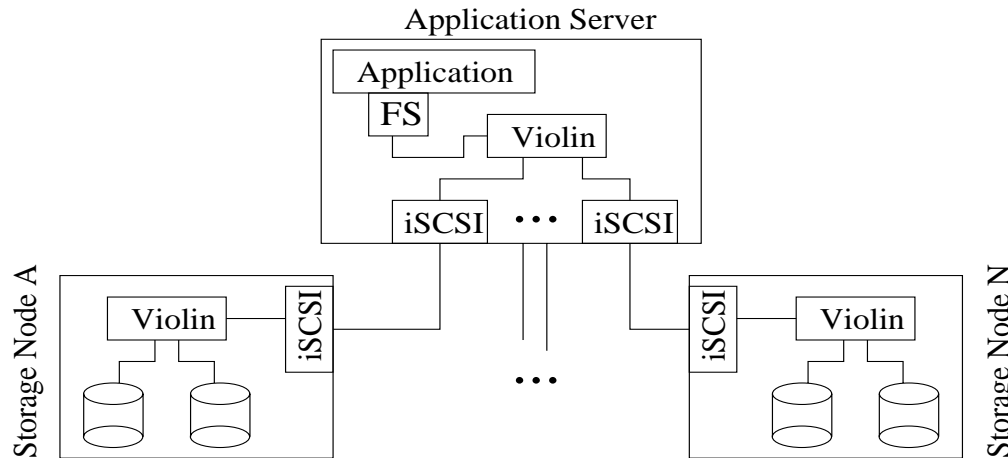 Application Server
Application
FS
Violin
iSCSI
...
iSCSI
Storage Node A
Violin
iSCSI
...
iSCSI
Violin
Storage Node N